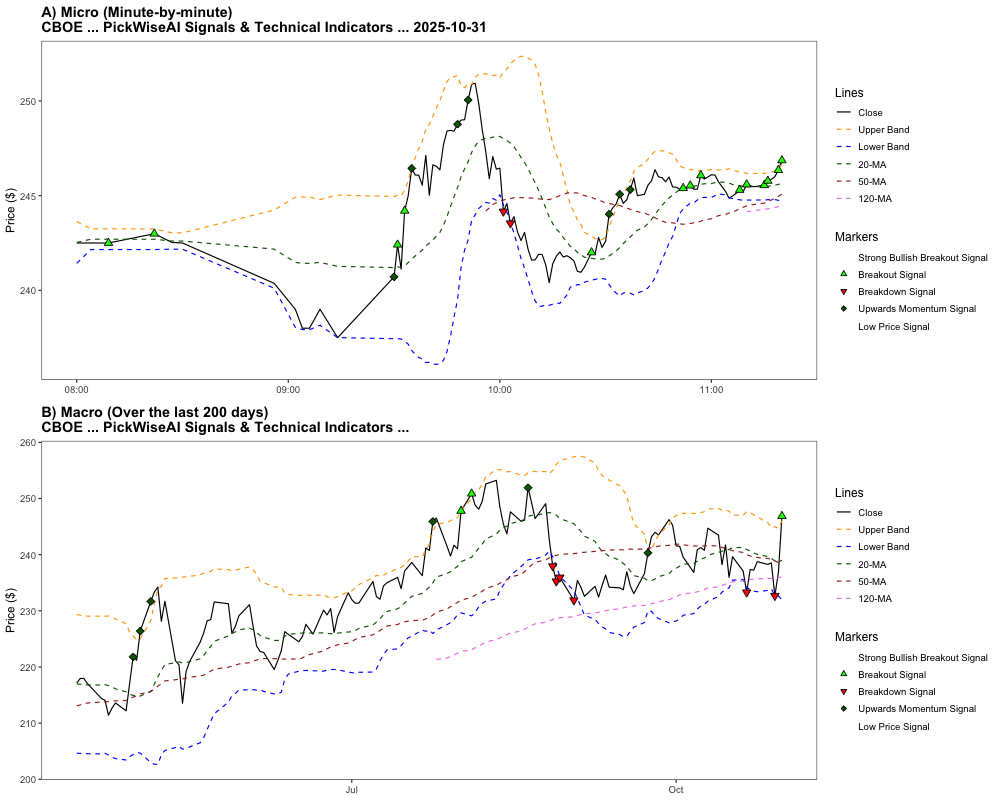 A) Micro (Minute-by-minute)
CBOE ... PickWiseAI Signals & Technical Indicators ... 2025-10-31
Price ($)
250
245
240
08:00
09:00
10:00
11:00
Lines
Close
Upper Band
Lower Band
20-MA
50-MA
120-MA
Markers
Strong Bullish Breakout Signal
Breakout Signal
Breakdown Signal
Upwards Momentum Signal
Low Price Signal
B) Macro (Over the last 200 days)
CBOE ... PickWiseAI Signals & Technical Indicators ...
Price ($)
260
250
240
230
220
210
200
Jul
Oct
Lines
Close
Upper Band
Lower Band
20-MA
50-MA
120-MA
Markers
Strong Bullish Breakout Signal
Breakout Signal
Breakdown Signal
Upwards Momentum Signal
Low Price Signal